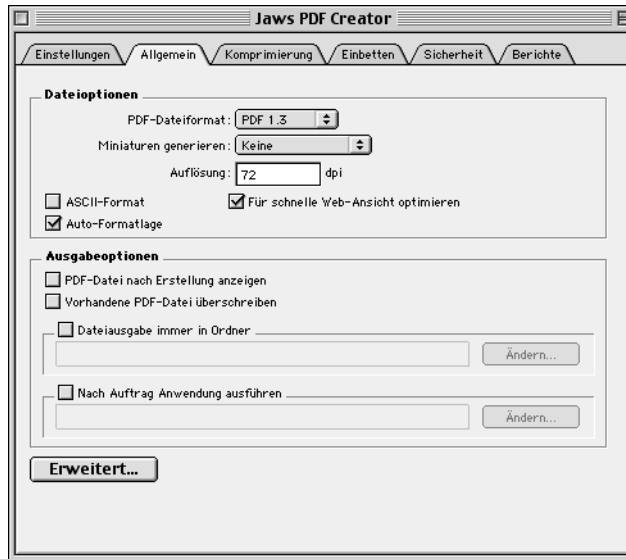 Jaws PDF Creator
Einstellungen Allgemein Komprimierung Einbetten Sicherheit Berichte
Dateioptionen
PDF-Dateiformat: PDF 1.3
Miniaturen generieren: Keine
Auflösung: 72 dpi
ASCII-Format Für schnelle Web-Ansicht optimieren
Auto-Formatlage
Ausgabeoptionen
PDF-Datei nach Erstellung anzeigen
Vorhandene PDF-Datei überschreiben
Dateiausgabe immer in Ordner
Ändern...
Nach Auftrag Anwendung ausführen
Ändern...
Erweitert...